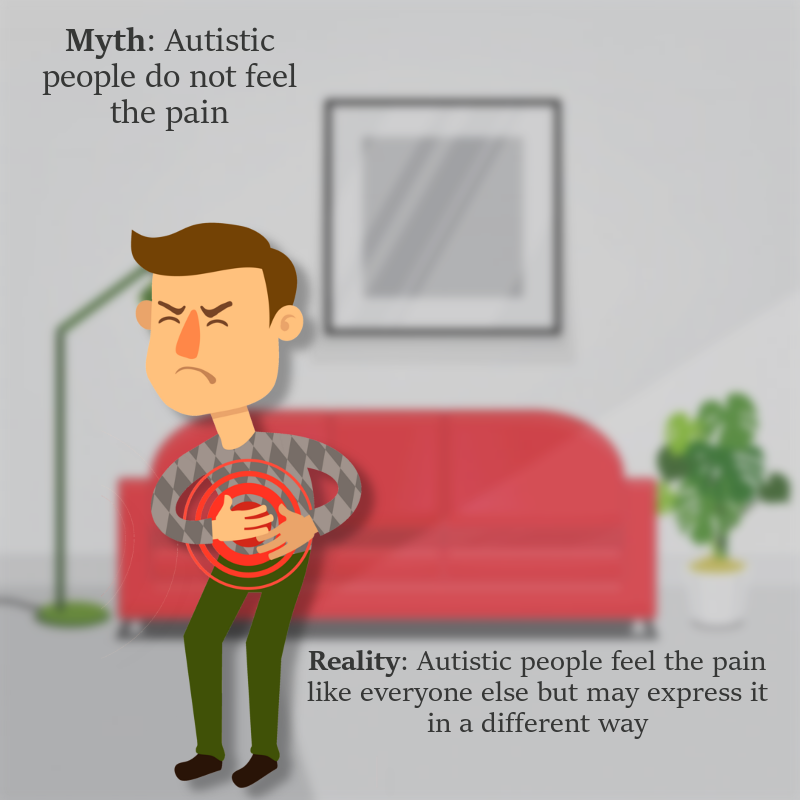 Myth: Autistic
people do not feel
the pain
Reality: Autistic people feel the pain
like everyone else but may express it
in a different way